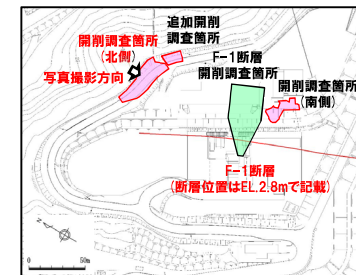 追加開削
調査箇所
開削調査箇所
(北側)
写真撮影方向
F-1断層
開削調査箇所
開削調査箇所
(南側)
F-1断層
(断層位置はEL.2.8mで記載)
N
0
50m